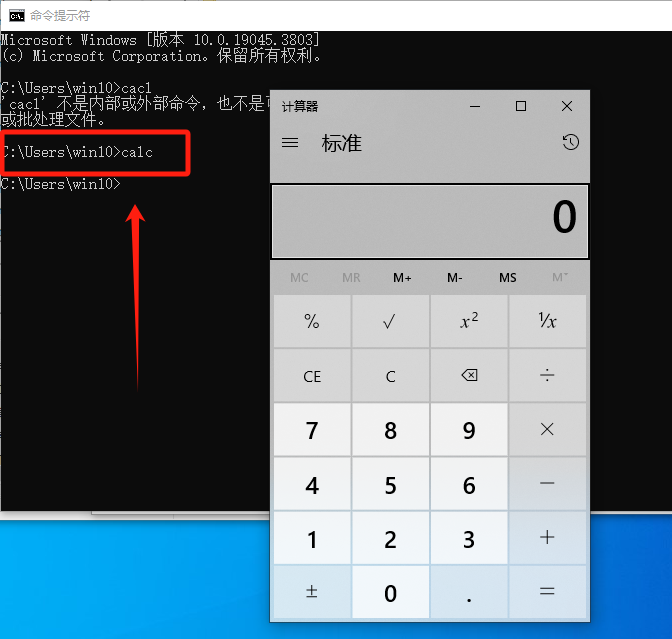 命令提示符
Microsoft Windows [版本 10.0.19045.3803]
(c) Microsoft Corporation。保留所有权利。
C:\Users\win10>cacl
'cacl' 不是内部或外部命令，也不是
或批处理文件。
C:\Users\win10>calc
C:\Users\win10>
计算器
标准
0
MC MR M+ M- MS M˅
% √ x² ¹/x
CE C ⌫ ÷
7 8 9 ×
4 5 6 −
1 2 3 +
± 0 . =